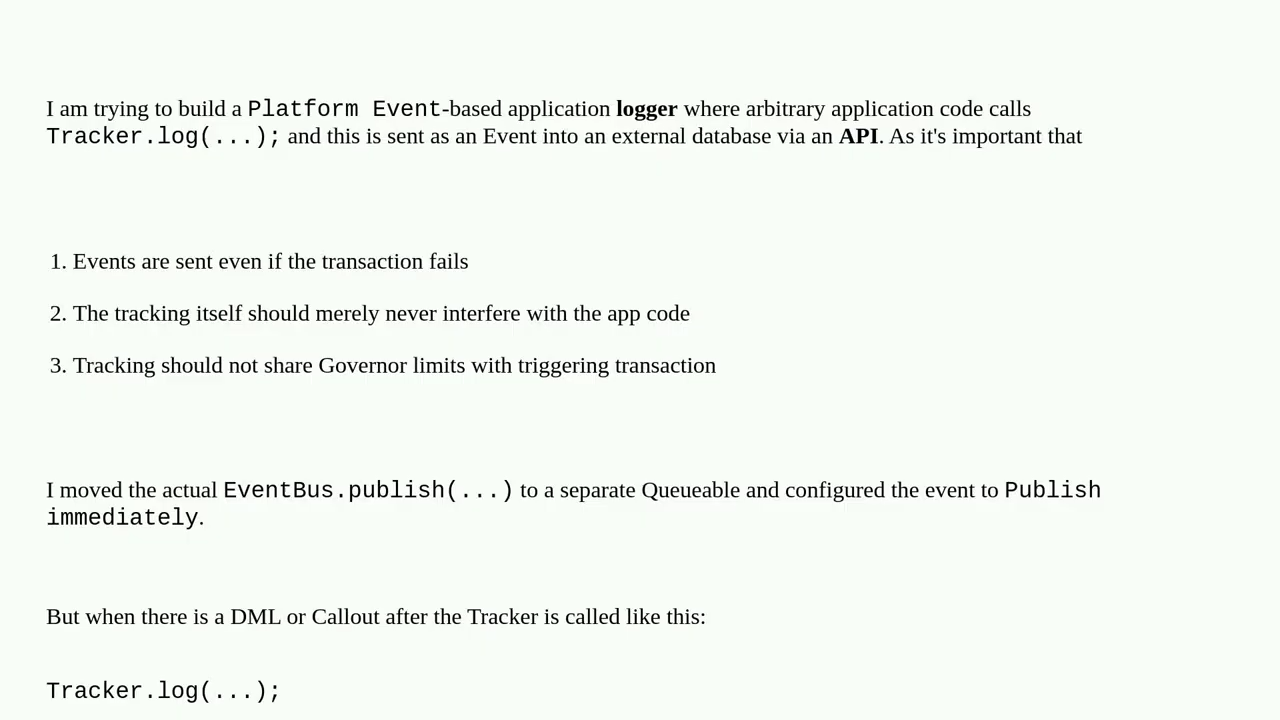 I am trying to build a Platform Event-based application logger where arbitrary application code calls
Tracker.log(...); and this is sent as an Event into an external database via an API. As it's important that
1. Events are sent even if the transaction fails
2. The tracking itself should merely never interfere with the app code
3. Tracking should not share Governor limits with triggering transaction
I moved the actual EventBus.publish(...) to a separate Queueable and configured the event to Publish
immediately.
But when there is a DML or Callout after the Tracker is called like this:
Tracker.log(...);